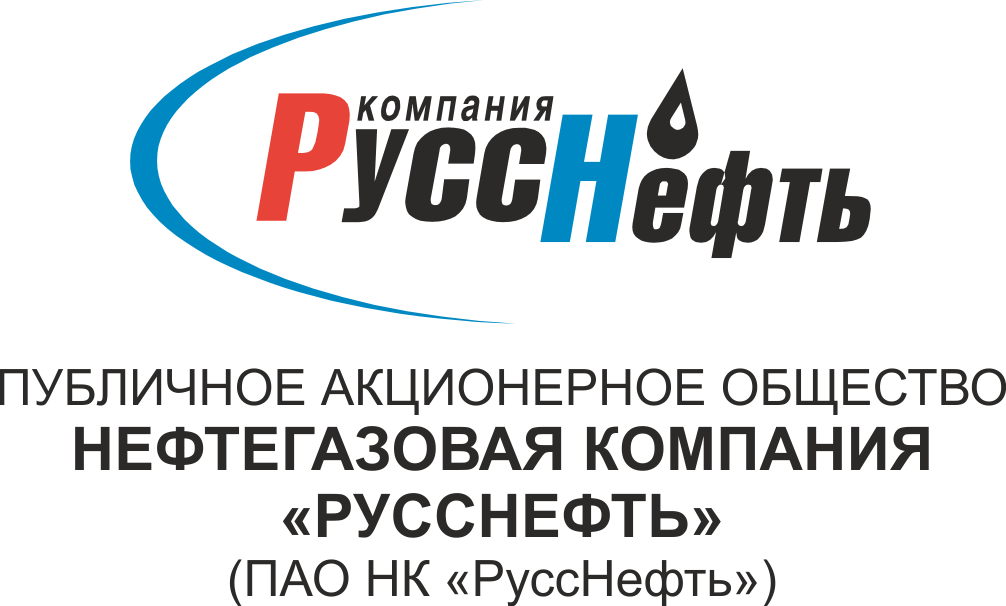 компания
РуссНефть
ПУБЛИЧНОЕ АКЦИОНЕРНОЕ ОБЩЕСТВО
НЕФТЕГАЗОВАЯ КОМПАНИЯ
«РУССНЕФТЬ»
(ПАО НК «РуссНефть»)